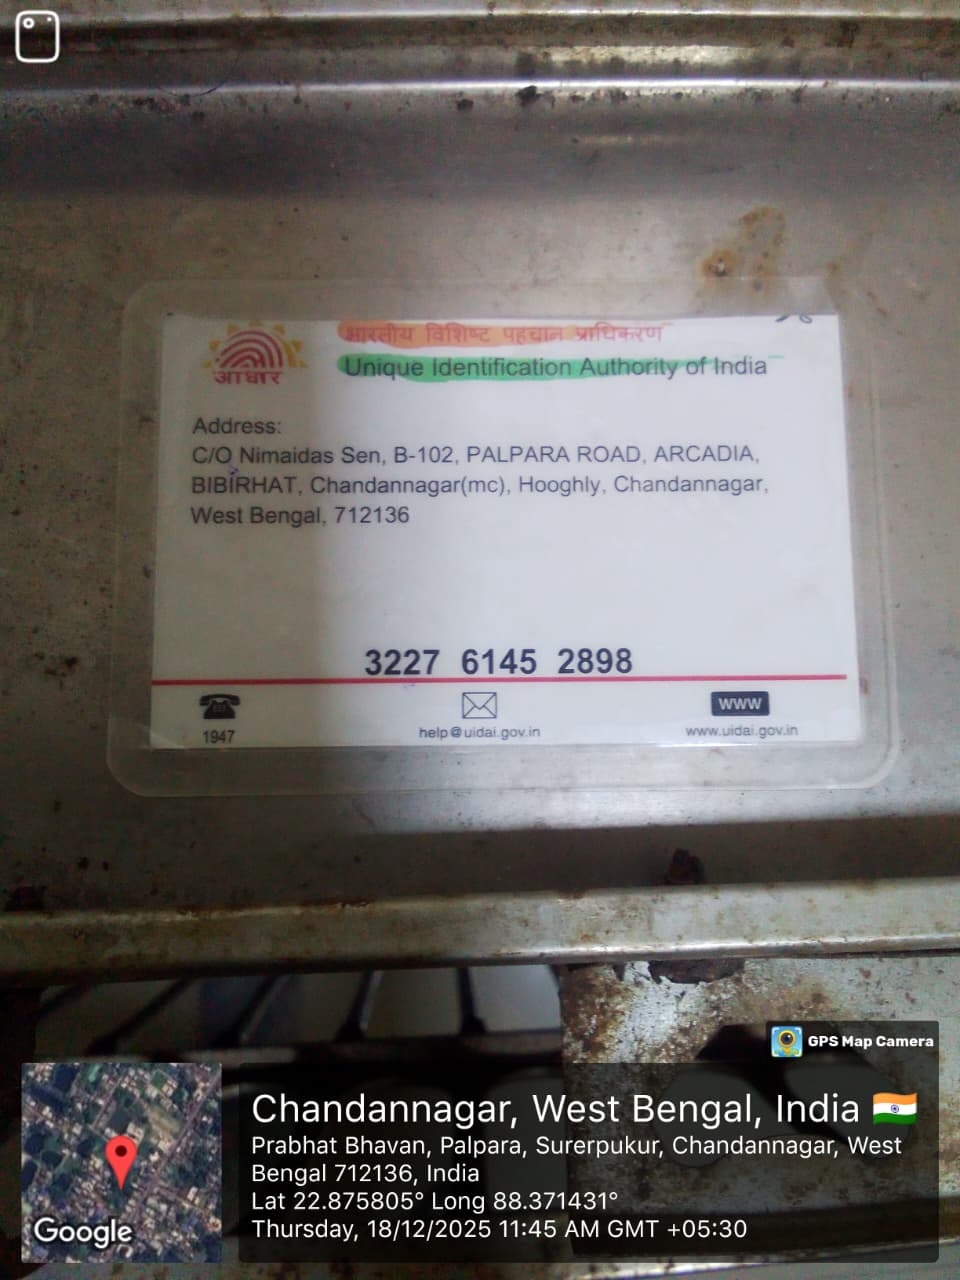 भारतीय विशिष्ट पहचान प्राधिकरण
Unique Identification Authority of India
आधार
Address:
C/O Nimaidas Sen, B-102, PALPARA ROAD, ARCADIA,
BIBIRHAT, Chandannagar(mc), Hooghly, Chandannagar,
West Bengal, 712136
3227 6145 2898
1947
help@uidai.gov.in
WWW
www.uidai.gov.in
GPS Map Camera
Chandannagar, West Bengal, India
Prabhat Bhavan, Palpara, Surerpukur, Chandannagar, West
Bengal 712136, India
Lat 22.875805° Long 88.371431°
Thursday, 18/12/2025 11:45 AM GMT +05:30
Google